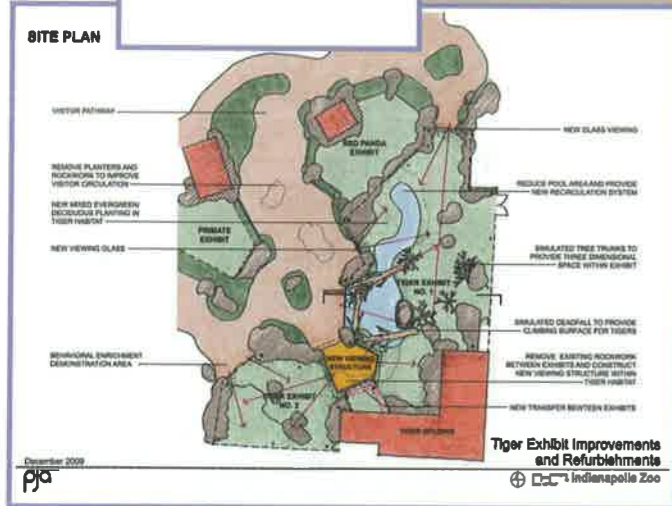 SITE PLAN
VISITOR PATHWAY
REMOVE PLANTERS AND
ROCKWORK TO IMPROVE
VISITOR CIRCULATION
NEW MIXED EVERGREEN
DECIDUOUS PLANTING IN
TIGER HABITAT
NEW VIEWING GLASS
BEHAVIORAL ENRICHMENT
DEMONSTRATION AREA
PRIMATE
EXHIBIT
RED PANDA
EXHIBIT
TIGER EXHIBIT
NO. 1
NEW VIEWING
STRUCTURE
TIGER EXHIBIT
NO. 2
TIGER HOLDING
NEW GLASS VIEWING
REDUCE POOL AREA AND PROVIDE
NEW RECIRCULATION SYSTEM
SIMULATED TREE TRUNKS TO
PROVIDE THREE DIMENSIONAL
SPACE WITHIN EXHIBIT
SIMULATED DEADFALL TO PROVIDE
CLIMBING SURFACE FOR TIGERS
REMOVE EXISTING ROCKWORK
BETWEEN EXHIBITS AND CONSTRUCT
NEW VIEWING STRUCTURE WITHIN
TIGER HABITAT
NEW TRANSFER BEWTEEN EXHIBITS
December 2009
pja
Tiger Exhibit Improvements
and Refurbishments
Indianapolis Zoo